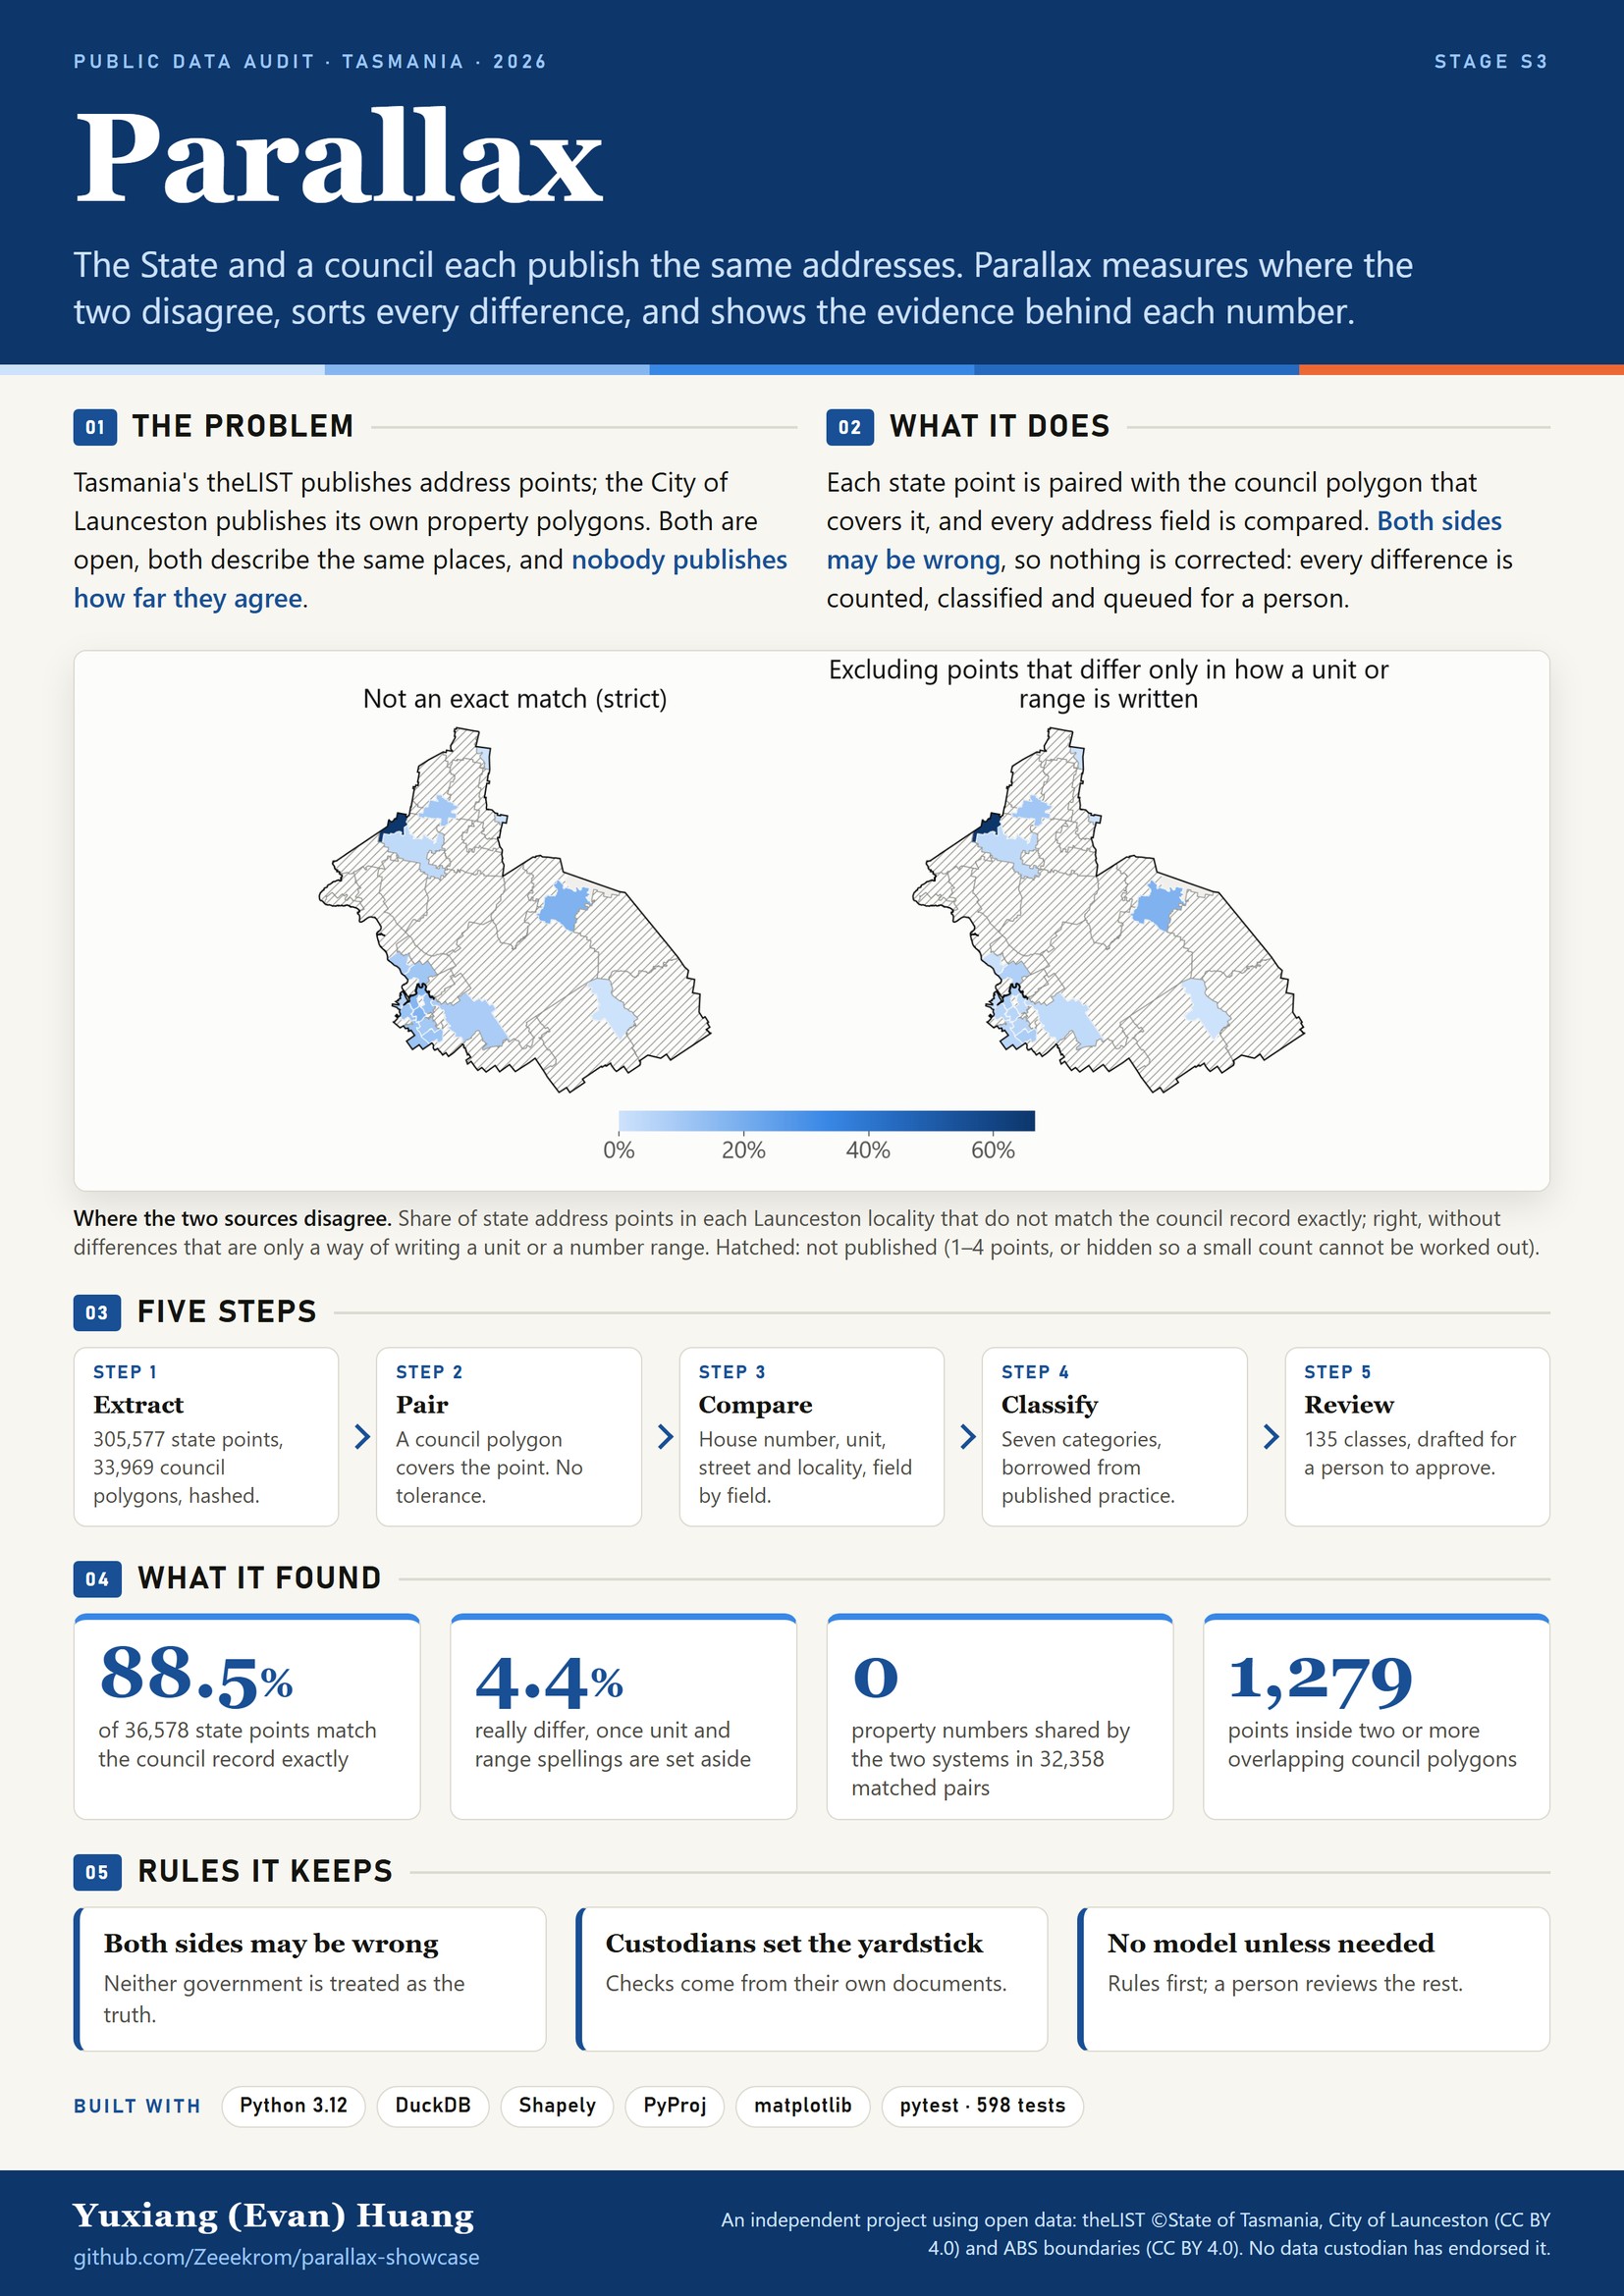 PUBLIC DATA AUDIT · TASMANIA · 2026
STAGE S3
Parallax
The State and a council each publish the same addresses. Parallax measures where the
two disagree, sorts every difference, and shows the evidence behind each number.
01 THE PROBLEM
Tasmania's theLIST publishes address points; the City of
Launceston publishes its own property polygons. Both are
open, both describe the same places, and nobody publishes
how far they agree.
02 WHAT IT DOES
Each state point is paired with the council polygon that
covers it, and every address field is compared. Both sides
may be wrong, so nothing is corrected: every difference is
counted, classified and queued for a person.
Not an exact match (strict)
Excluding points that differ only in how a unit or
range is written
0% 20% 40% 60%
Where the two sources disagree. Share of state address points in each Launceston locality that do not match the council record exactly; right, without
differences that are only a way of writing a unit or a number range. Hatched: not published (1–4 points, or hidden so a small count cannot be worked out).
03 FIVE STEPS
STEP 1
Extract
305,577 state points,
33,969 council
polygons, hashed.
STEP 2
Pair
A council polygon
covers the point. No
tolerance.
STEP 3
Compare
House number, unit,
street and locality, field
by field.
STEP 4
Classify
Seven categories,
borrowed from
published practice.
STEP 5
Review
135 classes, drafted for
a person to approve.
04 WHAT IT FOUND
88.5%
of 36,578 state points match
the council record exactly
4.4%
really differ, once unit and
range spellings are set aside
0
property numbers shared by
the two systems in 32,358
matched pairs
1,279
points inside two or more
overlapping council polygons
05 RULES IT KEEPS
Both sides may be wrong
Neither government is treated as the
truth.
Custodians set the yardstick
Checks come from their own documents.
No model unless needed
Rules first; a person reviews the rest.
BUILT WITH Python 3.12 DuckDB Shapely PyProj matplotlib pytest · 598 tests
Yuxiang (Evan) Huang
github.com/Zeeekrom/parallax-showcase
An independent project using open data: theLIST ©State of Tasmania, City of Launceston (CC BY
4.0) and ABS boundaries (CC BY 4.0). No data custodian has endorsed it.